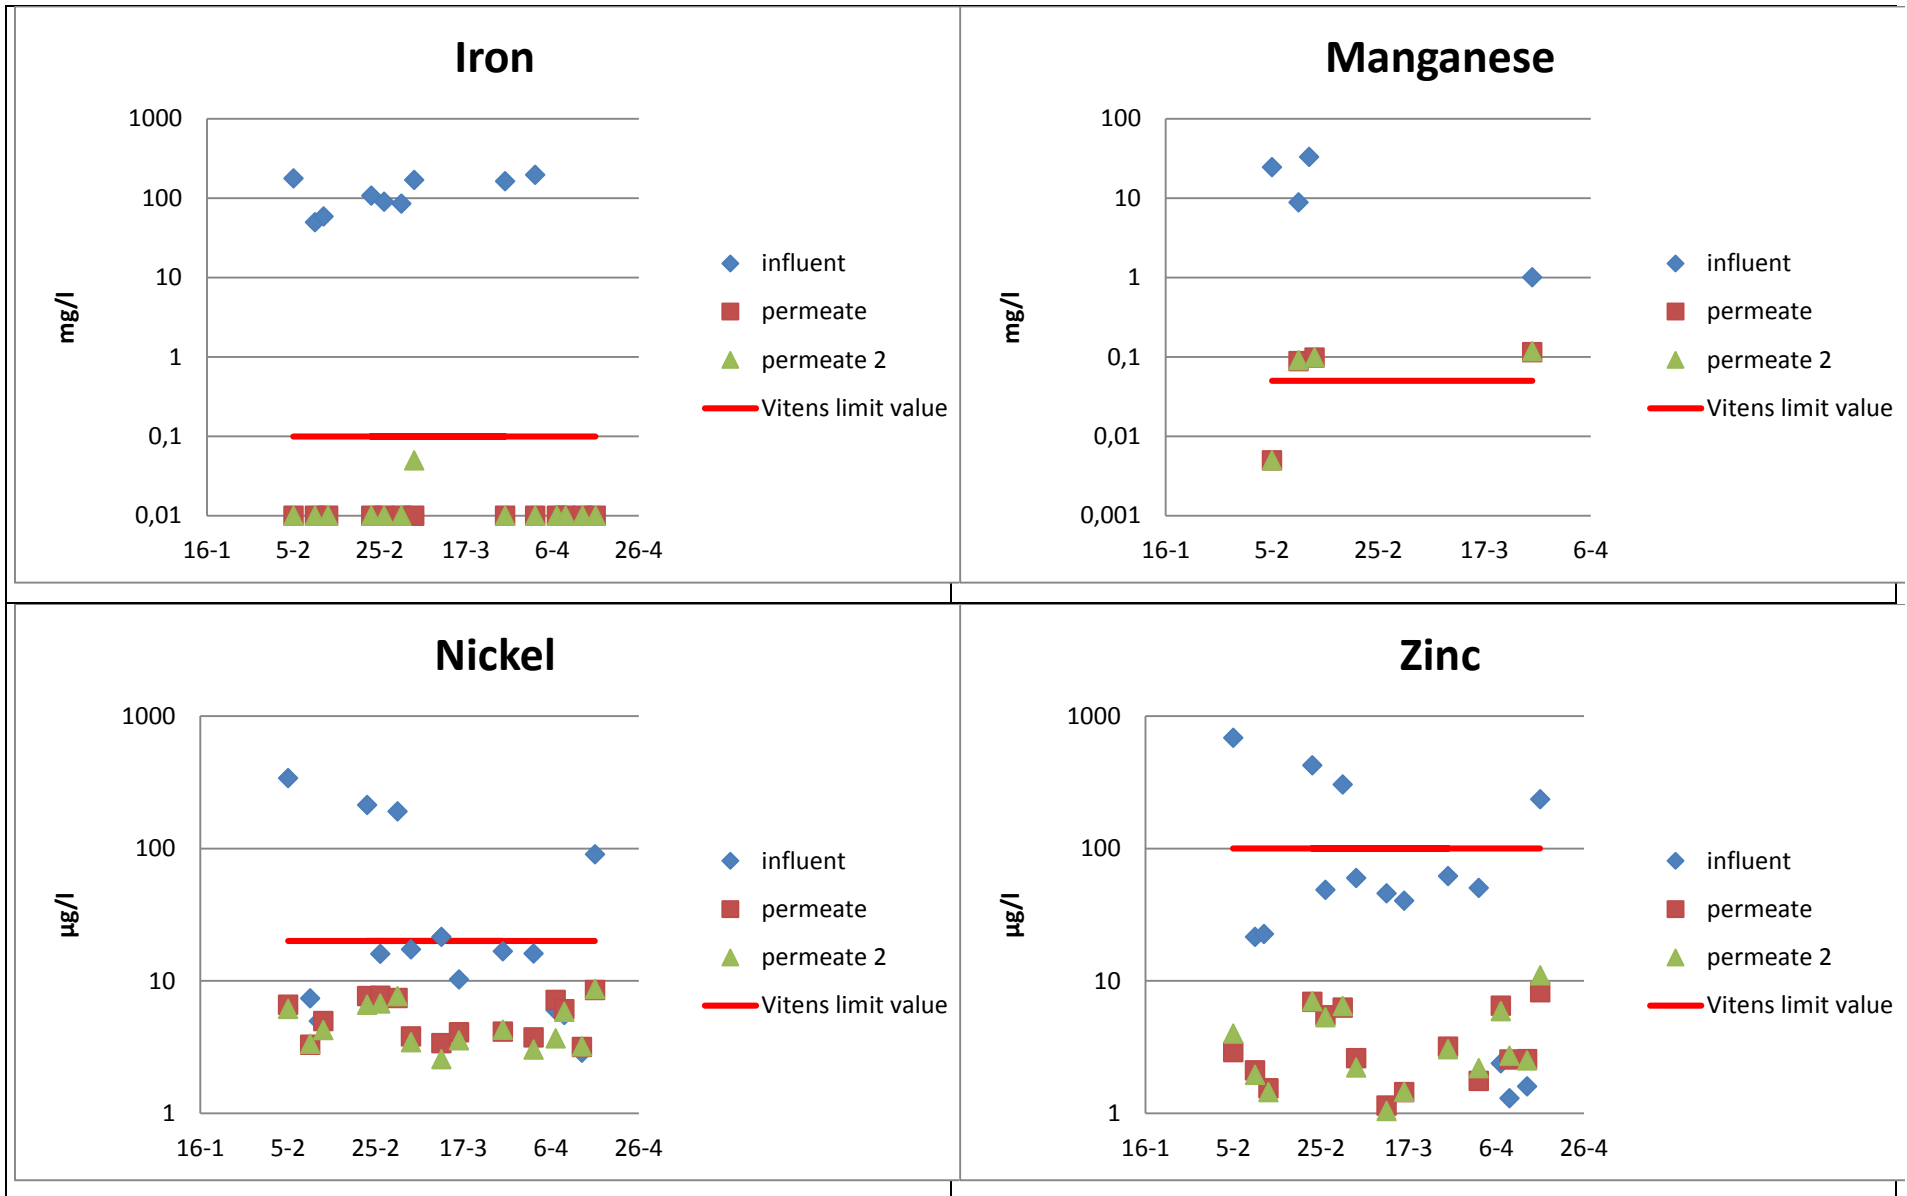 Iron
1000
100
10
1
0,1
0,01
mg/l
16-1 5-2 25-2 17-3 6-4 26-4
influent
permeate
permeate 2
Vitens limit value
Manganese
100
10
1
0,1
0,01
0,001
mg/l
16-1 5-2 25-2 17-3 6-4
influent
permeate
permeate 2
Vitens limit value
Nickel
1000
100
10
1
µg/l
16-1 5-2 25-2 17-3 6-4 26-4
influent
permeate
permeate 2
Vitens limit value
Zinc
1000
100
10
1
µg/l
16-1 5-2 25-2 17-3 6-4 26-4
influent
permeate
permeate 2
Vitens limit value